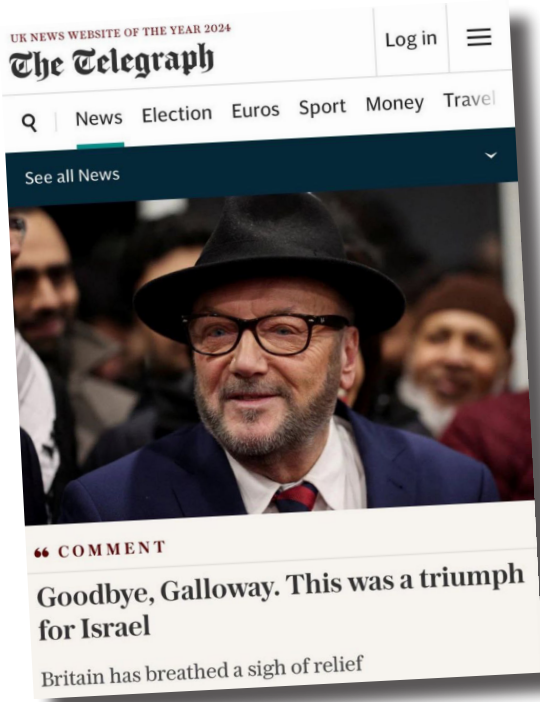 UK NEWS WEBSITE OF THE YEAR 2024
The Telegraph
Log in
News Election Euros Sport Money Travel
See all News
“ COMMENT
Goodbye, Galloway. This was a triumph
for Israel
Britain has breathed a sigh of relief